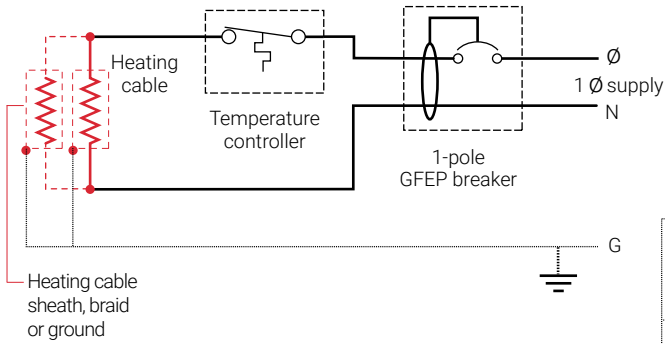 Heating
cable
Temperature
controller
1-pole
GFEP breaker
Ø
1 Ø supply
N
G
Heating cable
sheath, braid
or ground